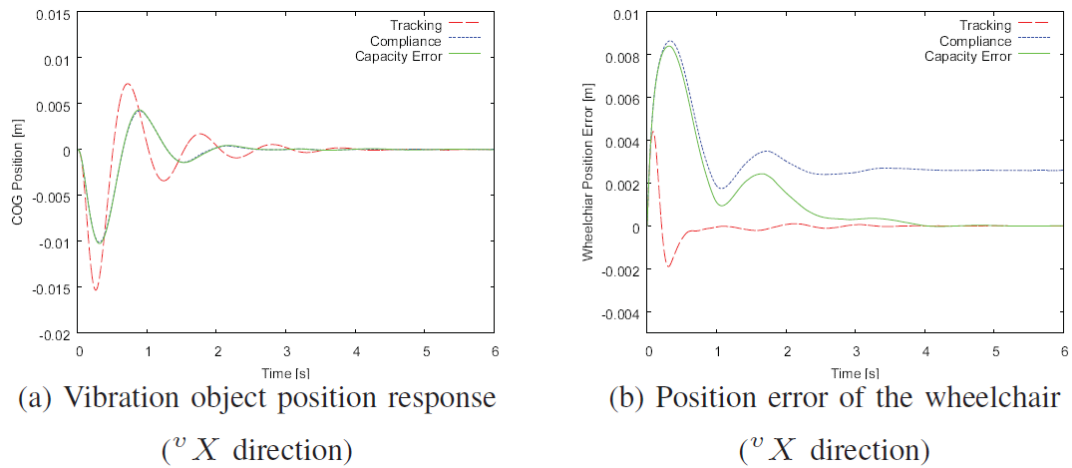 0.015
0.01
0.005
0
-0.005
-0.01
-0.015
-0.02
COG Position [m]
Tracking
Compliance
Capacity Error
0 1 2 3 4 5 6
Time [s]
(a) Vibration object position response
(ᵛ X direction)
0.01
0.008
0.006
0.004
0.002
0
-0.002
-0.004
Wheelchiar Position Error [m]
Tracking
Compliance
Capacity Error
0 1 2 3 4 5 6
Time [s]
(b) Position error of the wheelchair
(ᵛ X direction)